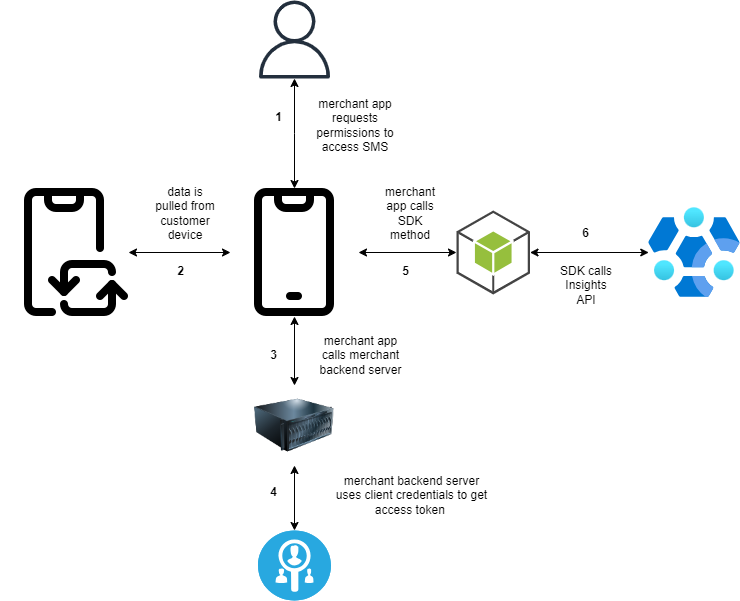 1
merchant app
requests
permissions to
access SMS
data is
pulled from
customer
device
2
merchant
app calls
SDK
method
5
6
SDK calls
Insights
API
3
merchant app
calls merchant
backend server
4
merchant backend server
uses client credentials to get
access token